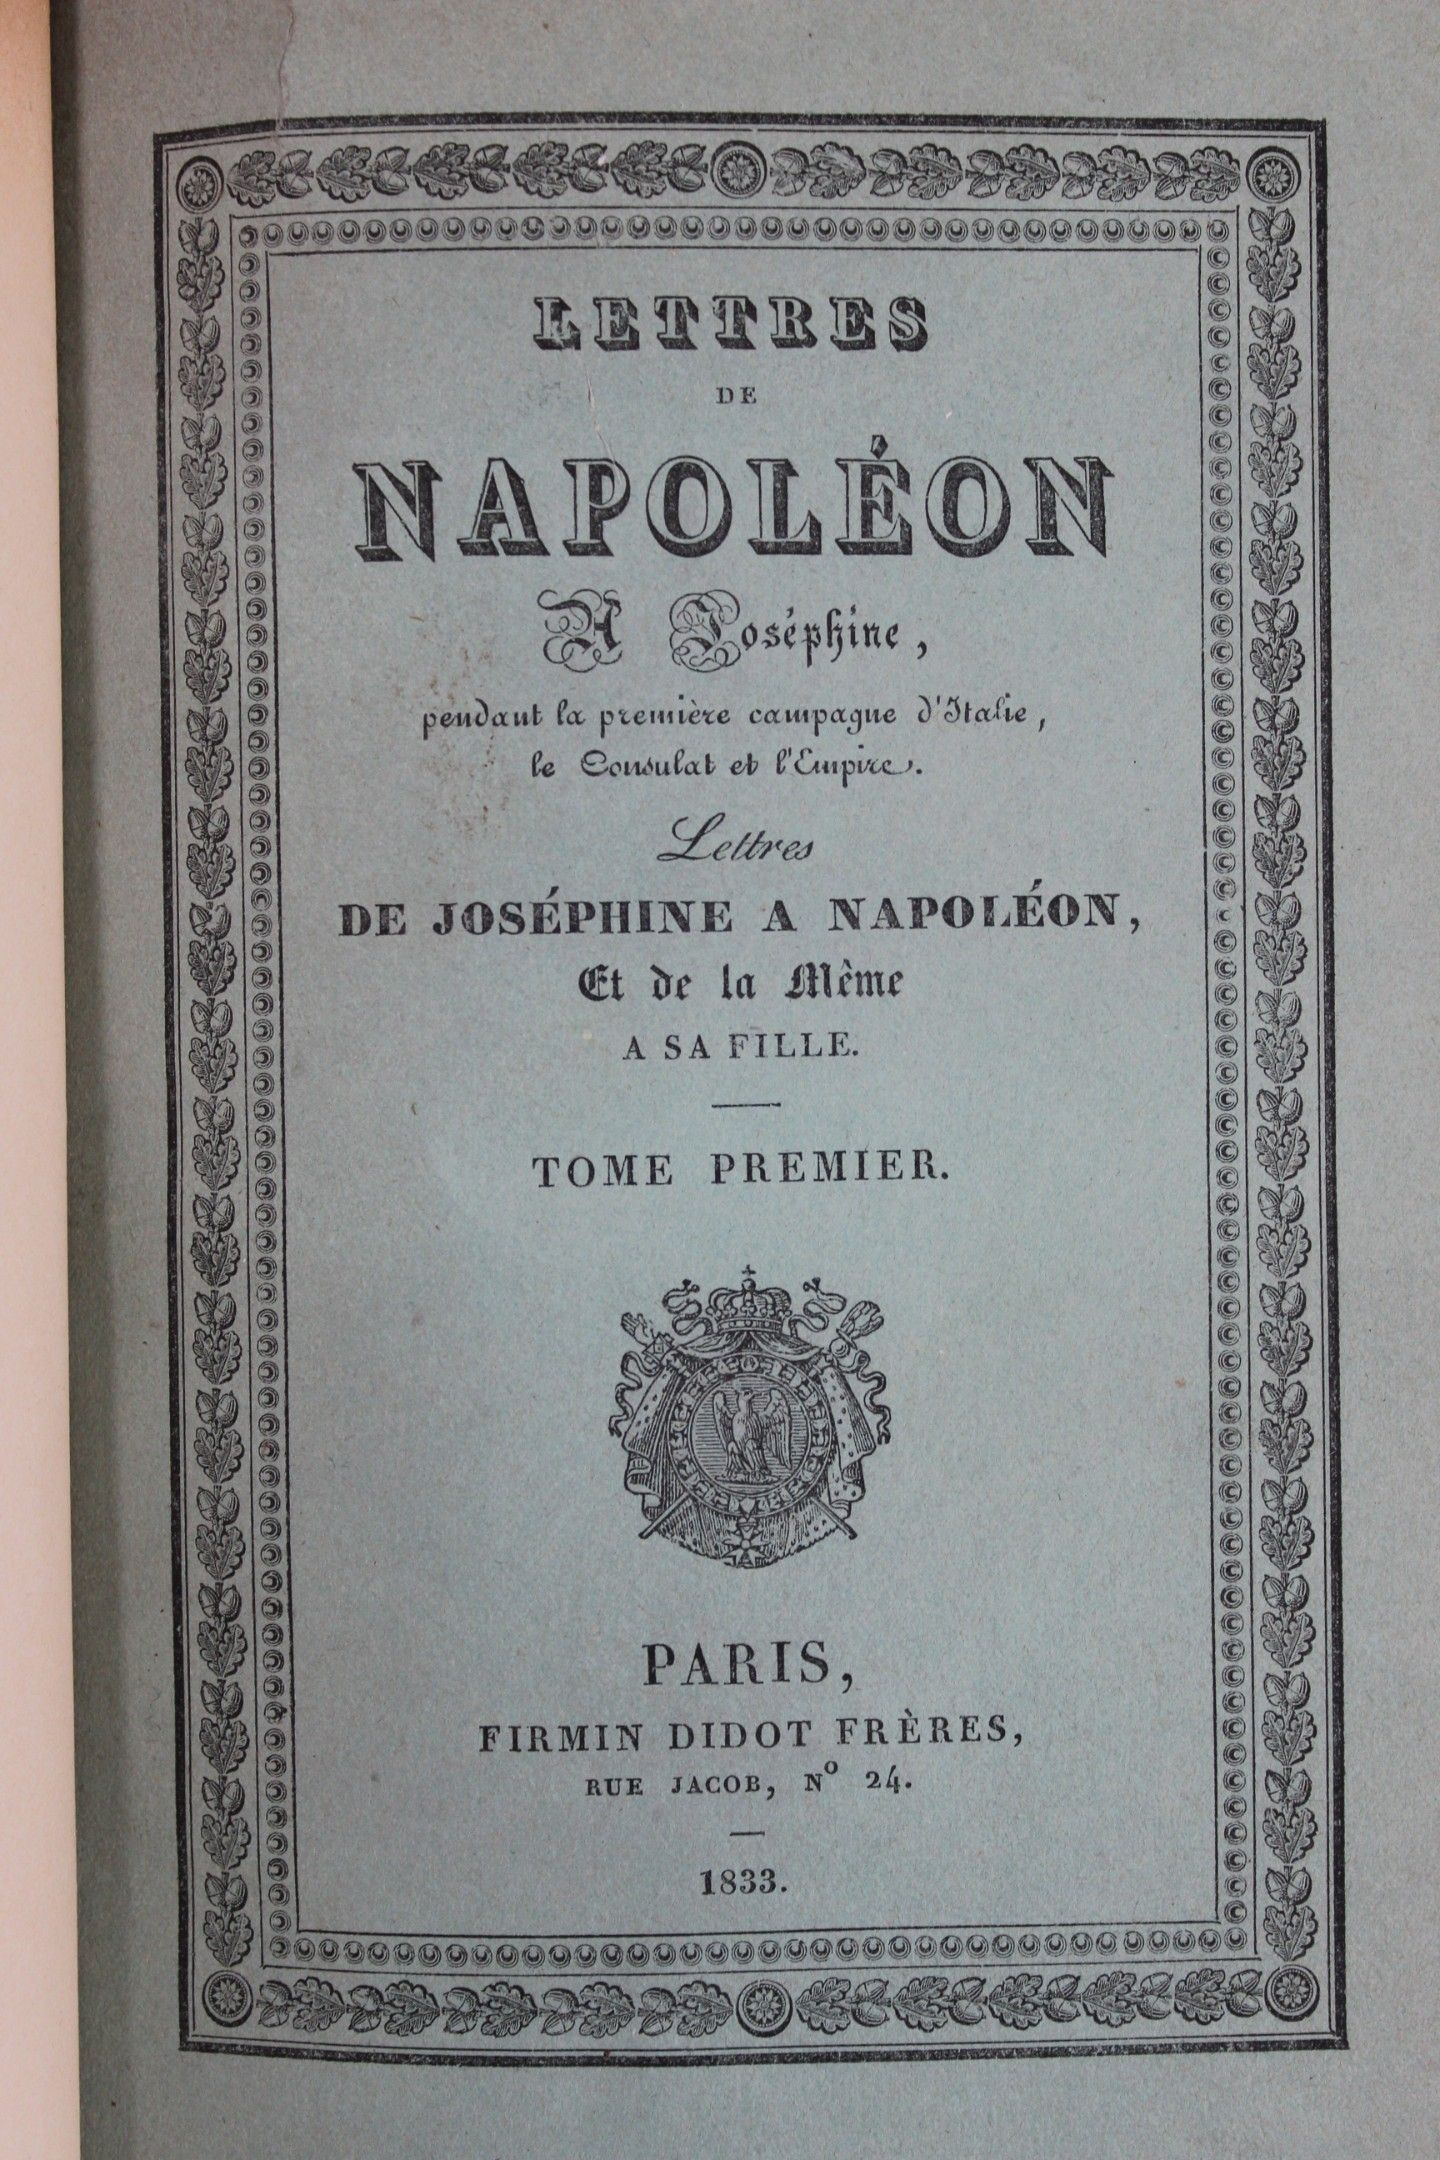 LETTRES
DE
NAPOLÉON
A Joséphine,
pendant la première campagne d'Italie,
le Consulat et l'Empire.
Lettres
DE JOSÉPHINE A NAPOLÉON,
Et de la Même
A SA FILLE.
TOME PREMIER.
PARIS,
FIRMIN DIDOT FRÈRES,
RUE JACOB, Nº 24.
1833.